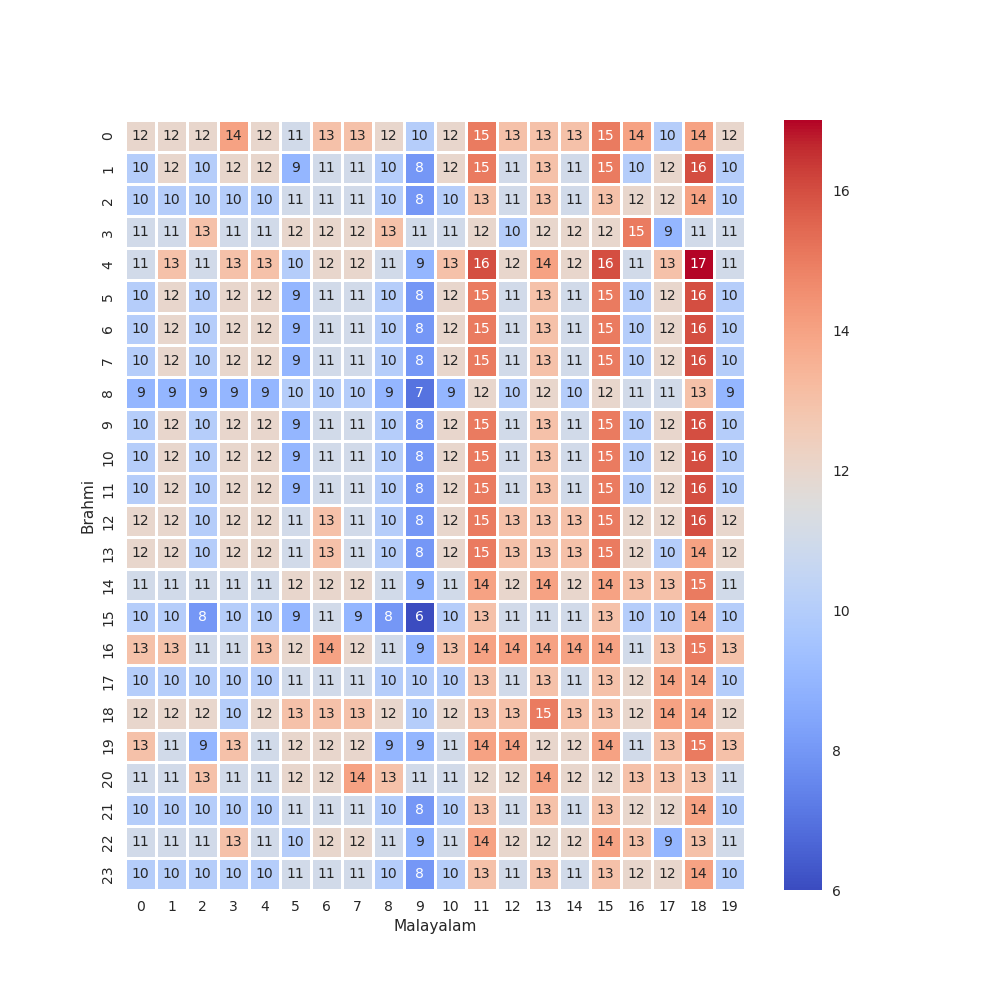 0 12 12 12 14 12 11 13 13 12 10 12 15 13 13 13 15 14 10 14 12
1 10 12 10 12 12 9 11 11 10 8 12 15 11 13 11 15 10 12 16 10
2 10 10 10 10 10 11 11 11 10 8 10 13 11 13 11 13 12 12 14 10
3 11 11 13 11 11 12 12 12 13 11 11 12 10 12 12 12 15 9 11 11
4 11 13 11 13 13 10 12 12 11 9 13 16 12 14 12 16 11 13 17 11
5 10 12 10 12 12 9 11 11 10 8 12 15 11 13 11 15 10 12 16 10
6 10 12 10 12 12 9 11 11 10 8 12 15 11 13 11 15 10 12 16 10
7 10 12 10 12 12 9 11 11 10 8 12 15 11 13 11 15 10 12 16 10
8 9 9 9 9 9 10 10 10 9 7 9 12 10 12 10 12 11 11 13 9
9 10 12 10 12 12 9 11 11 10 8 12 15 11 13 11 15 10 12 16 10
10 10 12 10 12 12 9 11 11 10 8 12 15 11 13 11 15 10 12 16 10
11 10 12 10 12 12 9 11 11 10 8 12 15 11 13 11 15 10 12 16 10
12 12 12 10 12 12 11 13 11 10 8 12 15 13 13 13 15 12 12 16 12
13 12 12 10 12 12 11 13 11 10 8 12 15 13 13 13 15 12 10 14 12
14 11 11 11 11 11 12 12 12 11 9 11 14 12 14 12 14 13 13 15 11
15 10 10 8 10 10 9 11 9 8 6 10 13 11 11 11 13 10 10 14 10
16 13 13 11 11 13 12 14 12 11 9 13 14 14 14 14 14 11 13 15 13
17 10 10 10 10 10 11 11 11 10 10 10 13 11 13 11 13 12 14 14 10
18 12 12 12 10 12 13 13 13 12 10 12 13 13 15 13 13 12 14 14 12
19 13 11 9 13 11 12 12 12 9 9 11 14 14 12 12 14 11 13 15 13
20 11 11 13 11 11 12 12 14 13 11 11 12 12 14 12 12 13 13 13 11
21 10 10 10 10 10 11 11 11 10 8 10 13 11 13 11 13 12 12 14 10
22 11 11 11 13 11 10 12 12 11 9 11 14 12 12 12 14 13 9 13 11
23 10 10 10 10 10 11 11 11 10 8 10 13 11 13 11 13 12 12 14 10
0 1 2 3 4 5 6 7 8 9 10 11 12 13 14 15 16 17 18 19
Malayalam
Brahmi
16
14
12
10
8
6